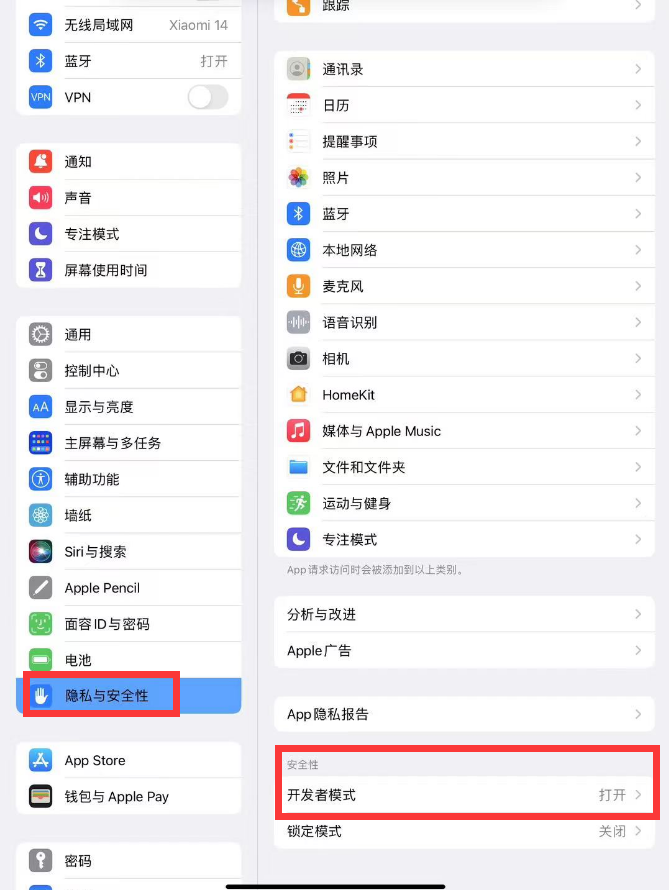 无线局域网 Xiaomi 14
蓝牙 打开
VPN VPN
通知
声音
专注模式
屏幕使用时间
通用
控制中心
AA 显示与亮度
主屏幕与多任务
辅助功能
墙纸
Siri与搜索
Apple Pencil
面容ID与密码
电池
隐私与安全性
App Store
钱包与 Apple Pay
密码
跟踪
通讯录
日历
提醒事项
照片
蓝牙
本地网络
麦克风
语音识别
相机
HomeKit
媒体与 Apple Music
文件和文件夹
运动与健身
专注模式
App请求访问时会被添加到以上类别。
分析与改进
Apple广告
App隐私报告
安全性
开发者模式 打开
锁定模式 关闭